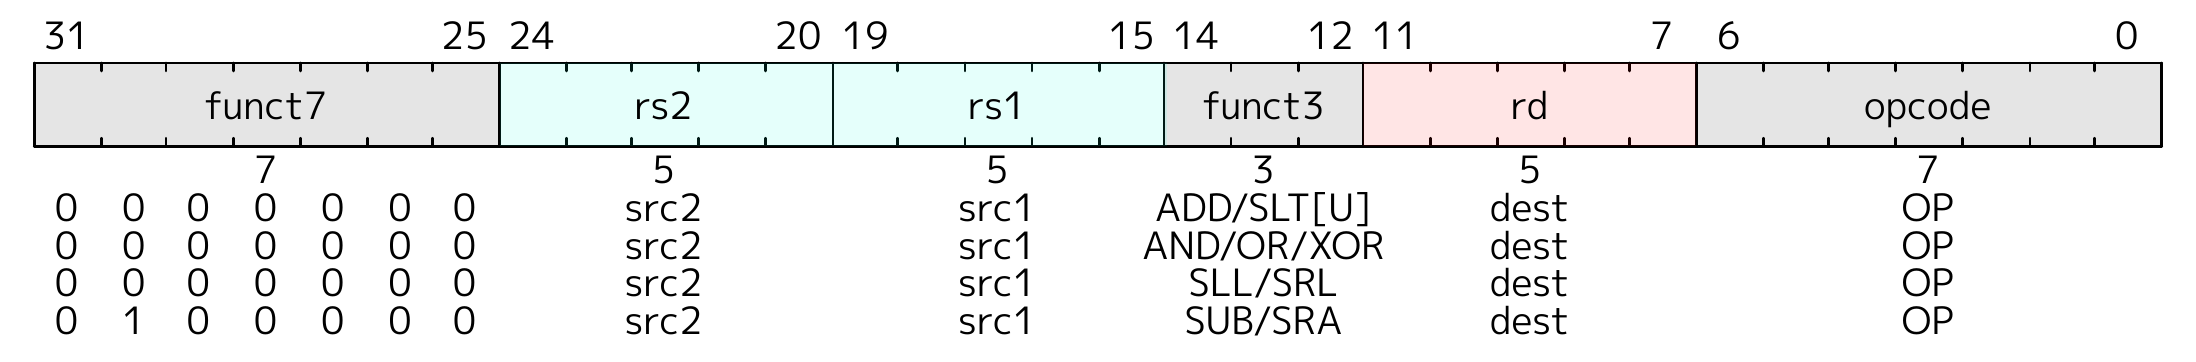 31 25 24 20 19 15 14 12 11 7 6 0
funct7 rs2 rs1 funct3 rd opcode
7 5 5 3 5 7
0 0 0 0 0 0 0 src2 src1 ADD/SLT[U] dest OP
0 0 0 0 0 0 0 src2 src1 AND/OR/XOR dest OP
0 0 0 0 0 0 0 src2 src1 SLL/SRL dest OP
0 1 0 0 0 0 0 src2 src1 SUB/SRA dest OP